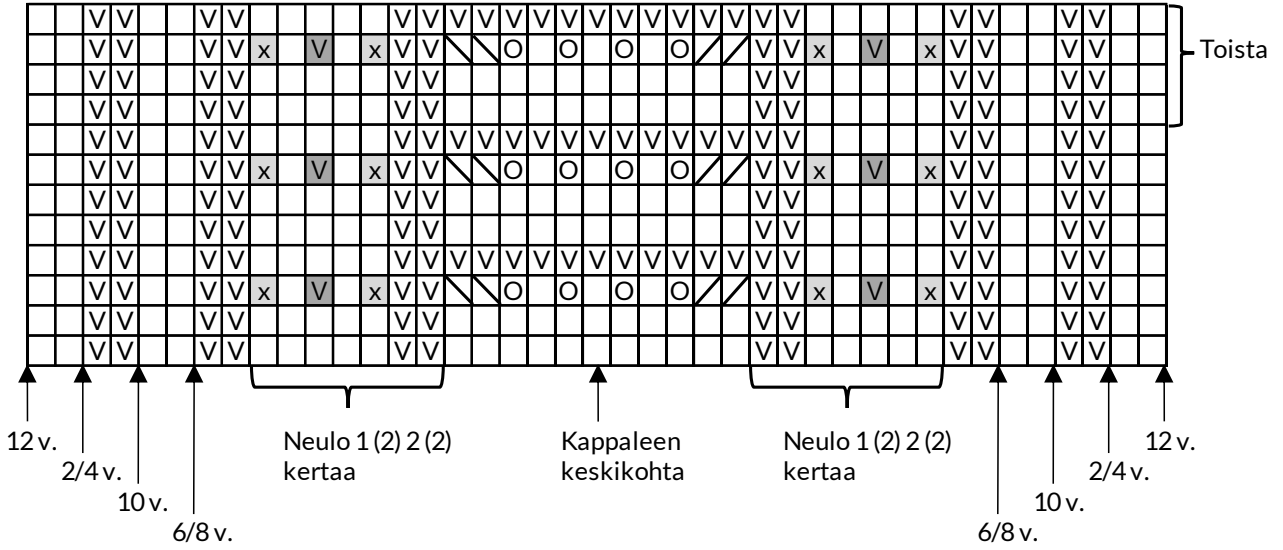 V V V V V V V V V V V V V V V V V V V V V V V
V V V V x V x V V O O O O V V x V x V V V V
Toista
V V V V V V V V V V V V
V V V V V V V V V V V V
V V V V V V V V V V V V V V V V V V V V V V V
V V V V x V x V V O O O O V V x V x V V V V
V V V V V V V V V V V V
V V V V V V V V V V V V
V V V V V V V V V V V V V V V V V V V V V V V
V V V V x V x V V O O O O V V x V x V V V V
V V V V V V V V V V V V
V V V V V V V V V V V V
12 v.
2/4 v.
10 v.
6/8 v.
Neulo 1 (2) 2 (2)
kertaa
Kappaleen
keskikohta
Neulo 1 (2) 2 (2)
kertaa
6/8 v.
10 v.
2/4 v.
12 v.